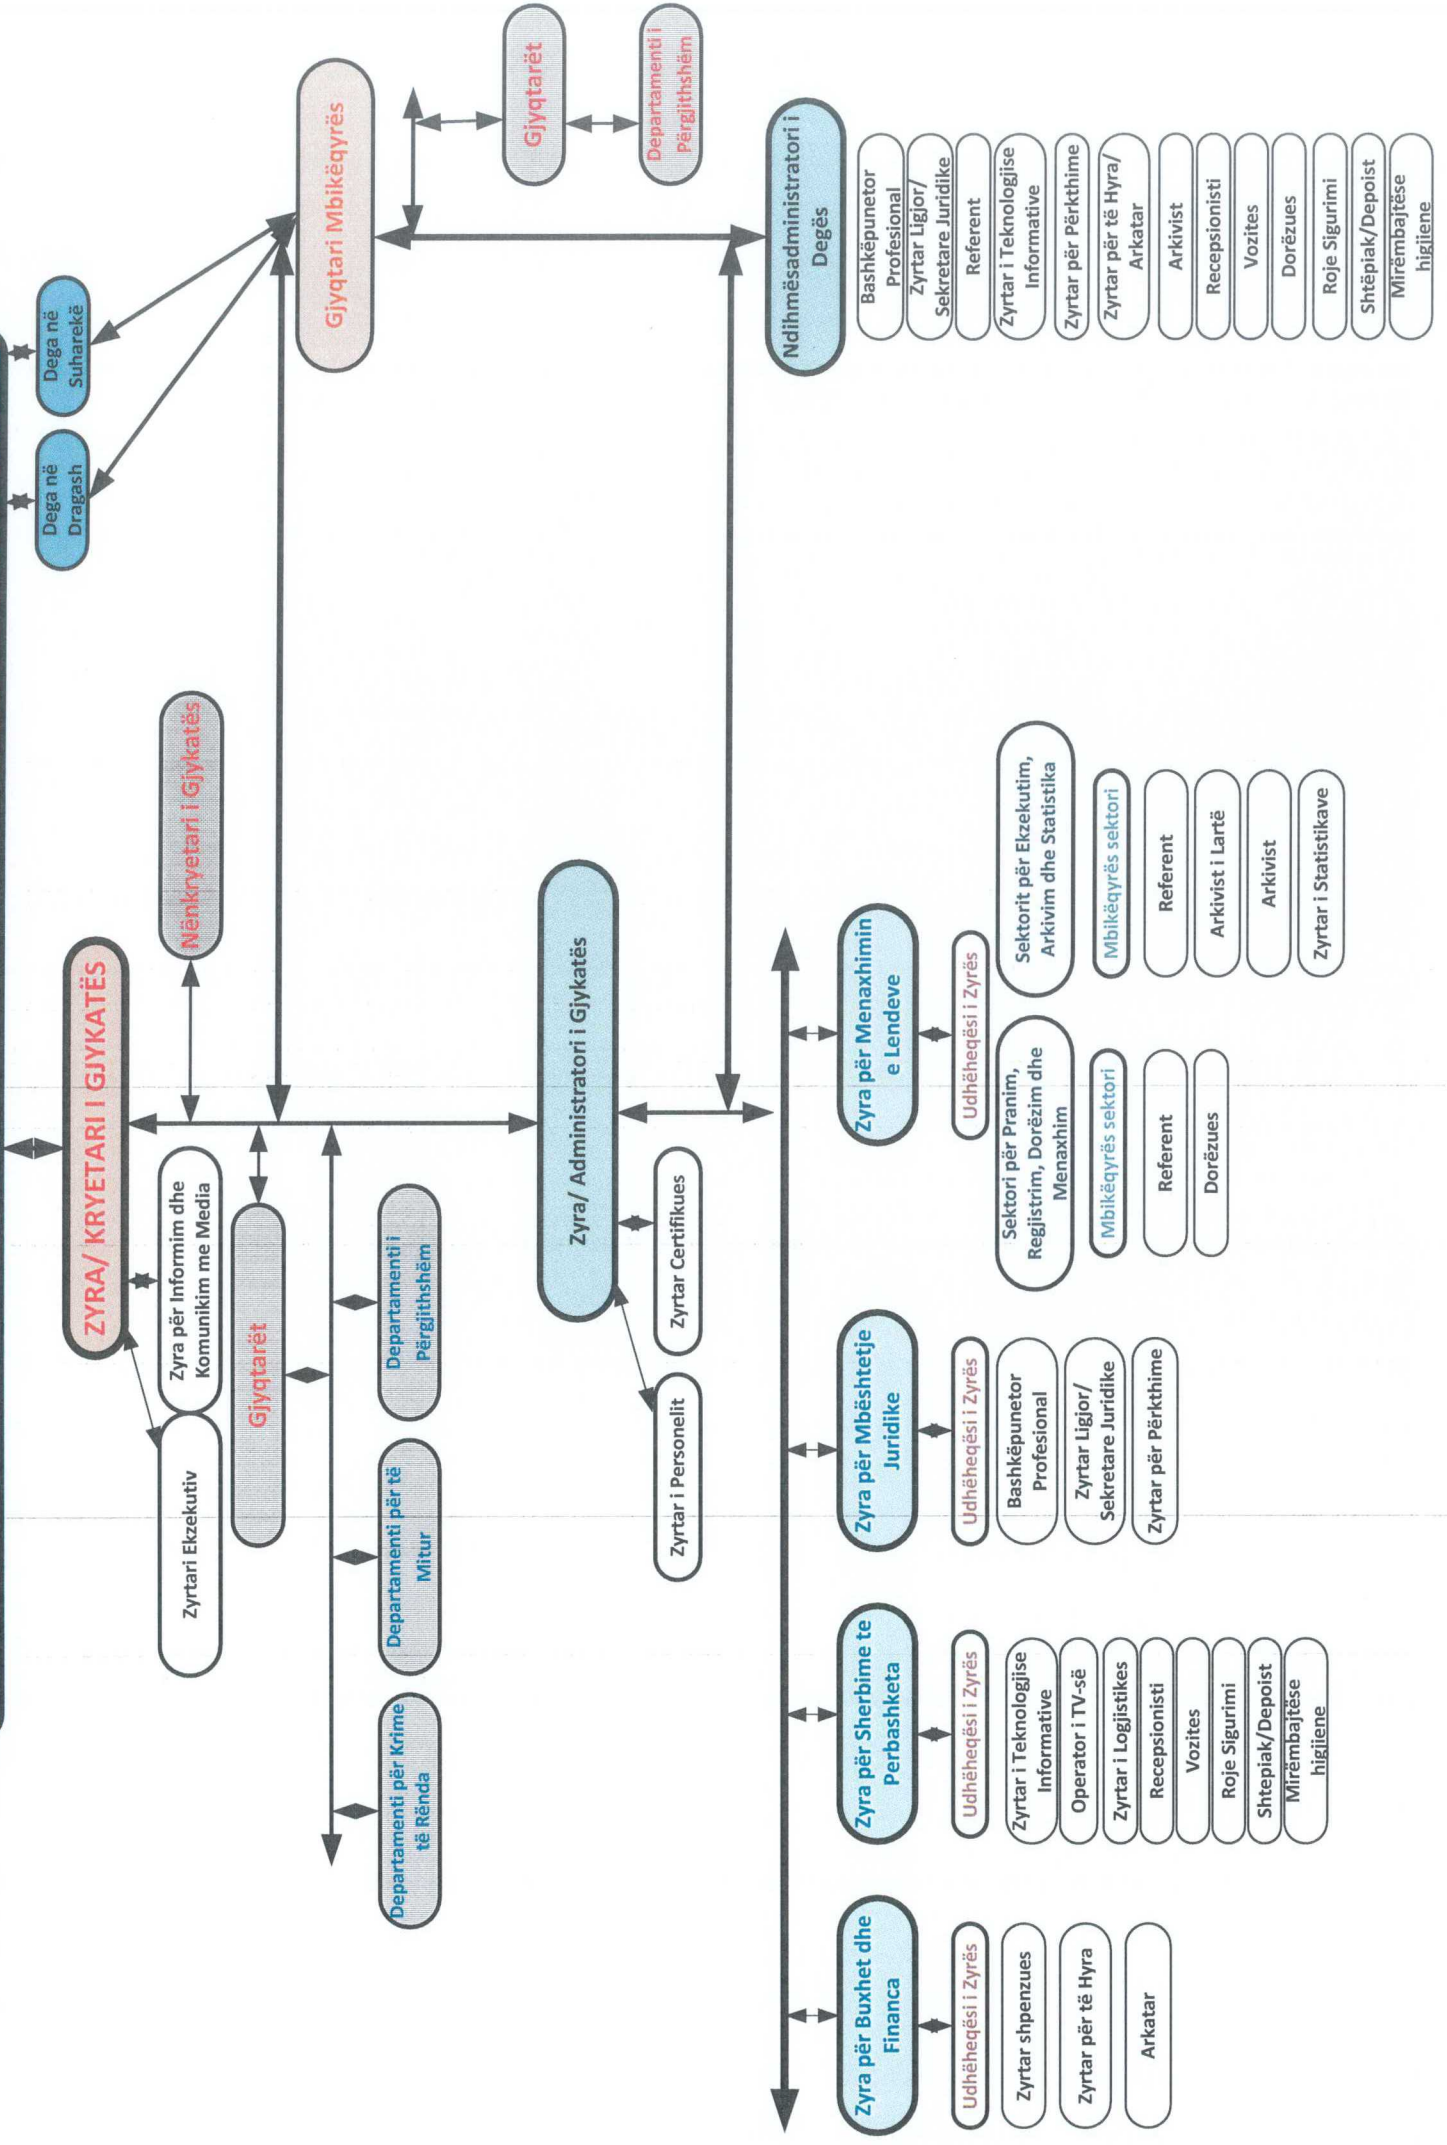 Dega në
Dragash
Dega në
Suharekë
ZYRA/ KRYETARI I GJYKATËS
Zyrtari Ekzekutiv
Zyra për Informim dhe
Komunikim me Media
Nënkryetari i Gjykatës
Gjyqtarët
Departamenti për Krime
të Rënda
Departamenti për të
Mitur
Departamenti i
Përgjithshëm
Gjyqtari Mbikëqyrës
Gjyqtarët
Departamenti i
Përgjithshëm
Zyra/ Administratori i Gjykatës
Zyrtar i Personelit
Zyrtar Certifikues
Zyra për Buxhet dhe
Financa
Udhëheqësi i Zyrës
Zyrtar shpenzues
Zyrtar për të Hyra
Arkatar
Zyra për Sherbime te
Perbashketa
Udhëheqësi i Zyrës
Zyrtar i Teknologjise
Informative
Operator i TV-së
Zyrtar i Logjistikes
Recepsionisti
Vozites
Roje Sigurimi
Shtepiak/Depoist
Mirëmbajtëse
higjiene
Zyra për Mbështetje
Juridike
Udhëheqësi i Zyrës
Bashkëpunetor
Profesional
Zyrtar Ligjor/
Sekretare Juridike
Zyrtar për Përkthime
Zyra për Menaxhimin
e Lendeve
Udhëheqësi i Zyrës
Sektori për Pranim,
Regjistrim, Dorëzim dhe
Menaxhim
Mbikëqyrës sektori
Referent
Dorëzues
Sektorit për Ekzekutim,
Arkivim dhe Statistika
Mbikëqyrës sektori
Referent
Arkivist i Lartë
Arkivist
Zyrtar i Statistikave
Ndihmësadministratori i
Degës
Bashkëpunetor
Profesional
Zyrtar Ligjor/
Sekretare Juridike
Referent
Zyrtar i Teknologjise
Informative
Zyrtar për Përkthime
Zyrtar për të Hyra/
Arkatar
Arkivist
Recepsionisti
Vozites
Dorëzues
Roje Sigurimi
Shtëpiak/Depoist
Mirëmbajtëse
higjiene